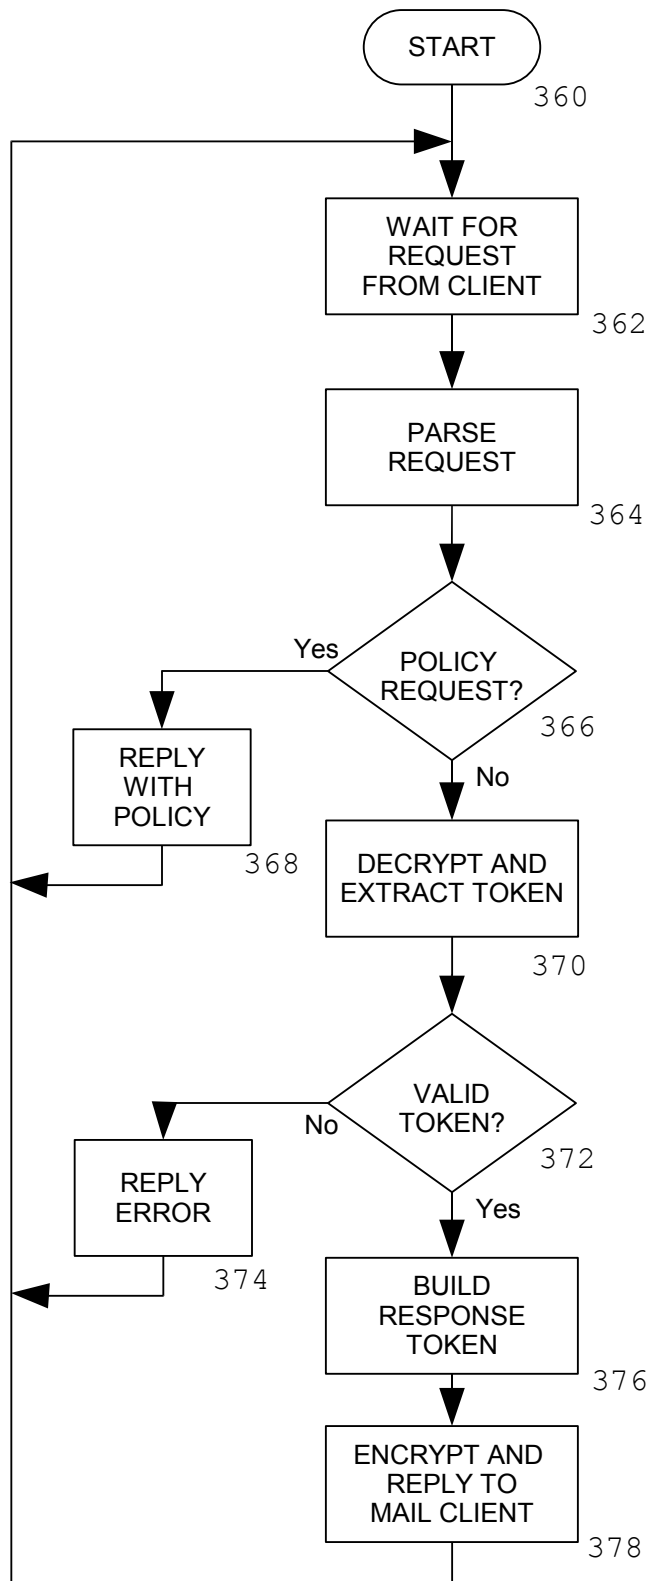 START
360
WAIT FOR
REQUEST
FROM CLIENT
362
PARSE
REQUEST
364
Yes
POLICY
REQUEST?
366
REPLY
WITH
POLICY
368
No
DECRYPT AND
EXTRACT TOKEN
370
VALID
TOKEN?
372
No
REPLY
ERROR
374
Yes
BUILD
RESPONSE
TOKEN
376
ENCRYPT AND
REPLY TO
MAIL CLIENT
378